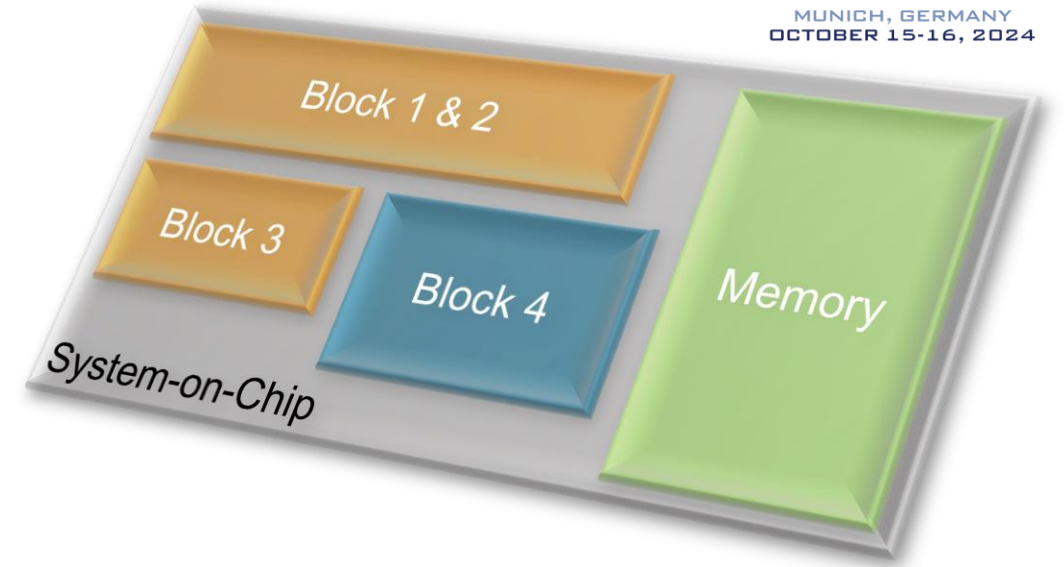 MUNICH, GERMANY
OCTOBER 15-16, 2024
Block 1 & 2
Block 3
Block 4
Memory
System-on-Chip